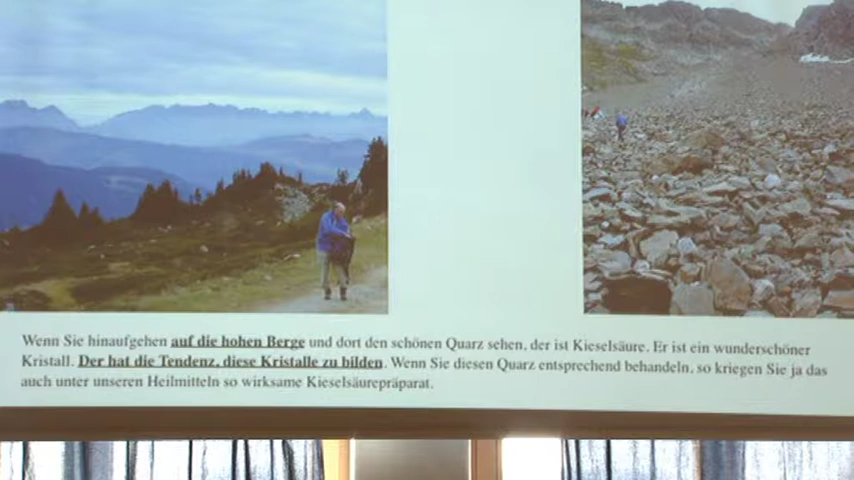 Wenn Sie hinaufgehen auf die hohen Berge und dort den schönen Quarz sehen, der ist Kieselsäure. Er ist ein wunderschöner
Kristall. Der hat die Tendenz, diese Kristalle zu bilden. Wenn Sie diesen Quarz entsprechend behandeln, so kriegen Sie ja das
auch unter unseren Heilmitteln so wirksame Kieselsäurepräparat.